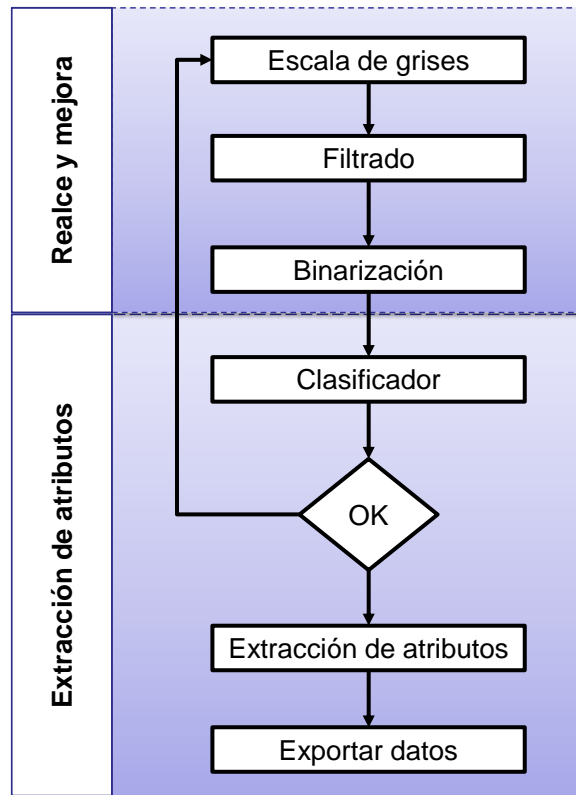 Realce y mejora
Escala de grises
Filtrado
Binarización
Extracción de atributos
Clasificador
OK
Extracción de atributos
Exportar datos